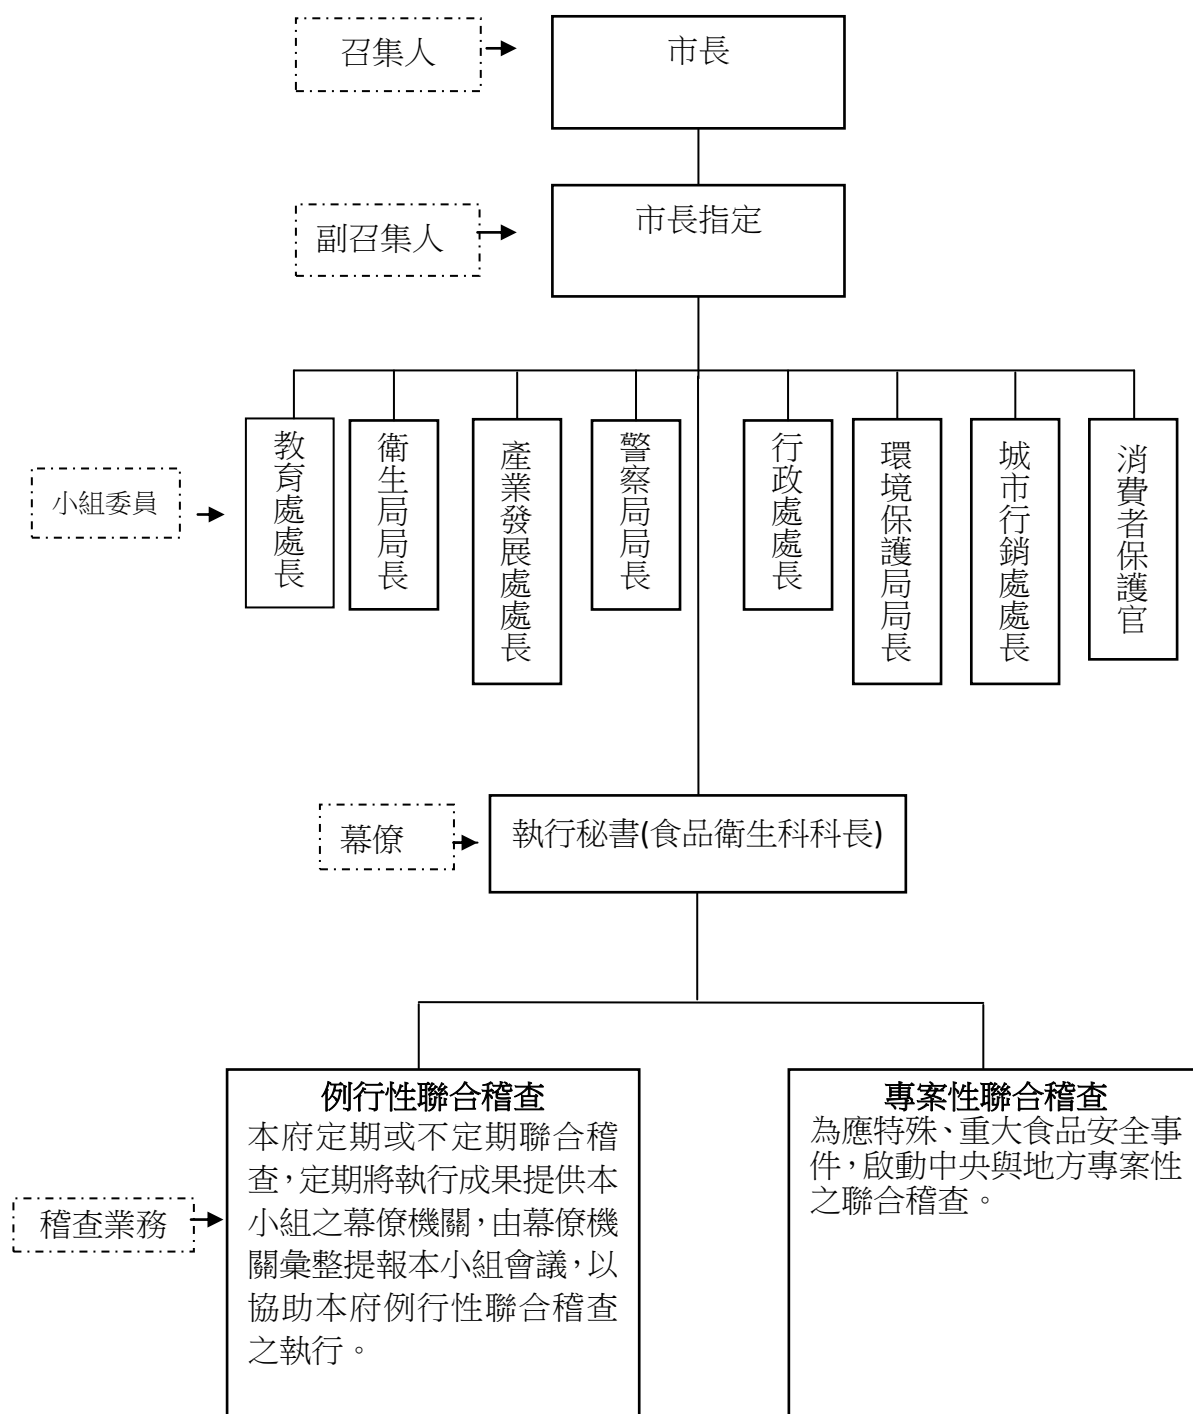 召集人
市長
副召集人
市長指定
小組委員
教育處處長
衛生局局長
產業發展處處長
警察局局長
行政處處長
環境保護局局長
城市行銷處處長
消費者保護官
幕僚
執行秘書(食品衛生科科長)
稽查業務
例行性聯合稽查
本府定期或不定期聯合稽
查，定期將執行成果提供本
小組之幕僚機關，由幕僚機
關彙整提報本小組會議，以
協助本府例行性聯合稽查
之執行。
專案性聯合稽查
為應特殊、重大食品安全事
件，啟動中央與地方專案性
之聯合稽查。